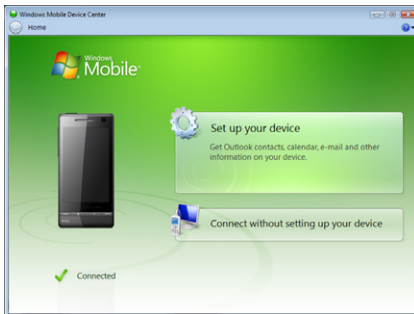 Windows Mobile Device Center
Home
Windows
Mobile
Set up your device
Get Outlook contacts, calendar, e-mail and other
information on your device.
Connect without setting up your device
Connected